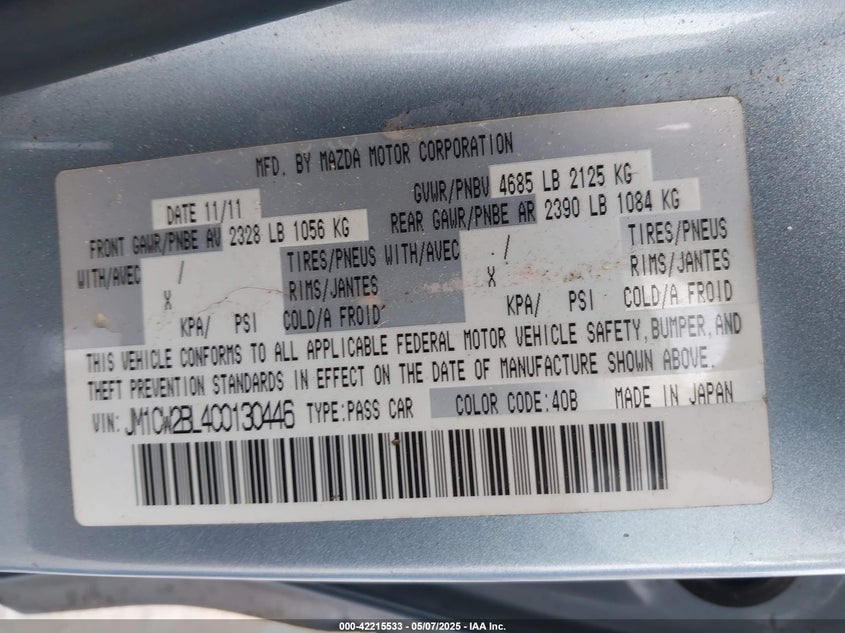 MFD. BY MAZDA MOTOR CORPORATION
DATE 11/11 GVWR/PNBV 4685 LB 2125 KG
FRONT GAWR/PNBE AV 2328 LB 1056 KG REAR GAWR/PNBE AR 2390 LB 1084 KG
WITH/AVEC / TIRES/PNEUS WITH/AVEC / TIRES/PNEUS
X RIMS/JANTES X RIMS/JANTES
KPA/ PSI COLD/A FROID KPA/ PSI COLD/A FROID
THIS VEHICLE CONFORMS TO ALL APPLICABLE FEDERAL MOTOR VEHICLE SAFETY, BUMPER, AND
THEFT PREVENTION STANDARDS IN EFFECT ON THE DATE OF MANUFACTURE SHOWN ABOVE.
VIN: JM1CW2BL4C0130446 TYPE:PASS CAR COLOR CODE:40B MADE IN JAPAN
000-42215533 - 05/07/2025 - IAA Inc.